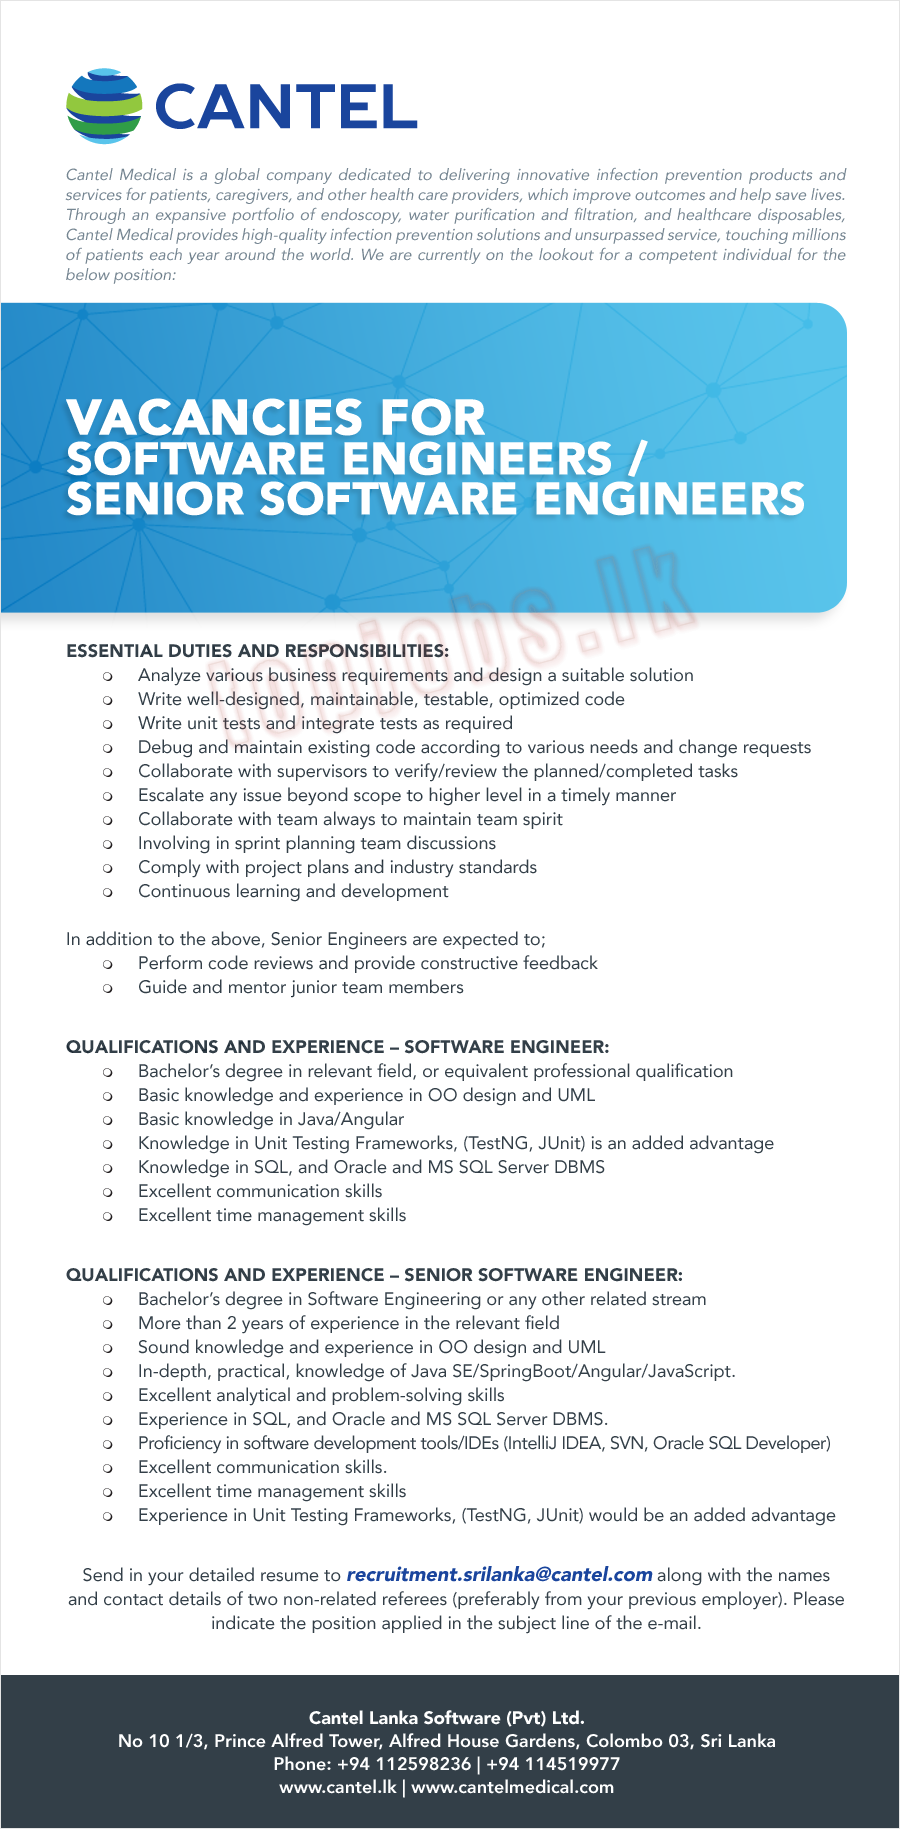 CANTEL
Cantel Medical is a global company dedicated to delivering innovative infection prevention products and
services for patients, caregivers, and other health care providers, which improve outcomes and help save lives.
Through an expansive portfolio of endoscopy, water purification and filtration, and healthcare disposables,
Cantel Medical provides high-quality infection prevention solutions and unsurpassed service, touching millions
of patients each year around the world. We are currently on the lookout for a competent individual for the
below position:
VACANCIES FOR
SOFTWARE ENGINEERS /
SENIOR SOFTWARE ENGINEERS
topjobs.lk
ESSENTIAL DUTIES AND RESPONSIBILITIES:
❍ Analyze various business requirements and design a suitable solution
❍ Write well-designed, maintainable, testable, optimized code
❍ Write unit tests and integrate tests as required
❍ Debug and maintain existing code according to various needs and change requests
❍ Collaborate with supervisors to verify/review the planned/completed tasks
❍ Escalate any issue beyond scope to higher level in a timely manner
❍ Collaborate with team always to maintain team spirit
❍ Involving in sprint planning team discussions
❍ Comply with project plans and industry standards
❍ Continuous learning and development
In addition to the above, Senior Engineers are expected to;
❍ Perform code reviews and provide constructive feedback
❍ Guide and mentor junior team members
QUALIFICATIONS AND EXPERIENCE – SOFTWARE ENGINEER:
❍ Bachelor’s degree in relevant field, or equivalent professional qualification
❍ Basic knowledge and experience in OO design and UML
❍ Basic knowledge in Java/Angular
❍ Knowledge in Unit Testing Frameworks, (TestNG, JUnit) is an added advantage
❍ Knowledge in SQL, and Oracle and MS SQL Server DBMS
❍ Excellent communication skills
❍ Excellent time management skills
QUALIFICATIONS AND EXPERIENCE – SENIOR SOFTWARE ENGINEER:
❍ Bachelor’s degree in Software Engineering or any other related stream
❍ More than 2 years of experience in the relevant field
❍ Sound knowledge and experience in OO design and UML
❍ In-depth, practical, knowledge of Java SE/SpringBoot/Angular/JavaScript.
❍ Excellent analytical and problem-solving skills
❍ Experience in SQL, and Oracle and MS SQL Server DBMS.
❍ Proficiency in software development tools/IDEs (IntelliJ IDEA, SVN, Oracle SQL Developer)
❍ Excellent communication skills.
❍ Excellent time management skills
❍ Experience in Unit Testing Frameworks, (TestNG, JUnit) would be an added advantage
Send in your detailed resume to recruitment.srilanka@cantel.com along with the names
and contact details of two non-related referees (preferably from your previous employer). Please
indicate the position applied in the subject line of the e-mail.
Cantel Lanka Software (Pvt) Ltd.
No 10 1/3, Prince Alfred Tower, Alfred House Gardens, Colombo 03, Sri Lanka
Phone: +94 112598236 | +94 114519977
www.cantel.lk | www.cantelmedical.com